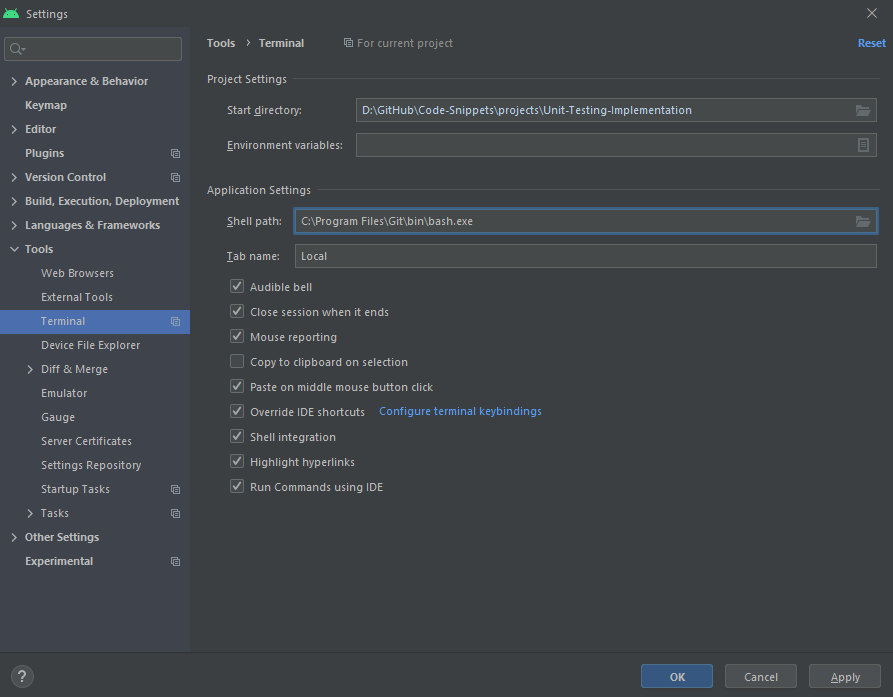 Settings
Tools › Terminal For current project Reset
Appearance & Behavior
Keymap
Editor
Plugins
Version Control
Build, Execution, Deployment
Languages & Frameworks
Tools
Web Browsers
External Tools
Terminal
Device File Explorer
Diff & Merge
Emulator
Gauge
Server Certificates
Settings Repository
Startup Tasks
Tasks
Other Settings
Experimental
Project Settings
Start directory: D:\GitHub\Code-Snippets\projects\Unit-Testing-Implementation
Environment variables:
Application Settings
Shell path: C:\Program Files\Git\bin\bash.exe
Tab name: Local
Audible bell
Close session when it ends
Mouse reporting
Copy to clipboard on selection
Paste on middle mouse button click
Override IDE shortcuts Configure terminal keybindings
Shell integration
Highlight hyperlinks
Run Commands using IDE
? OK Cancel Apply